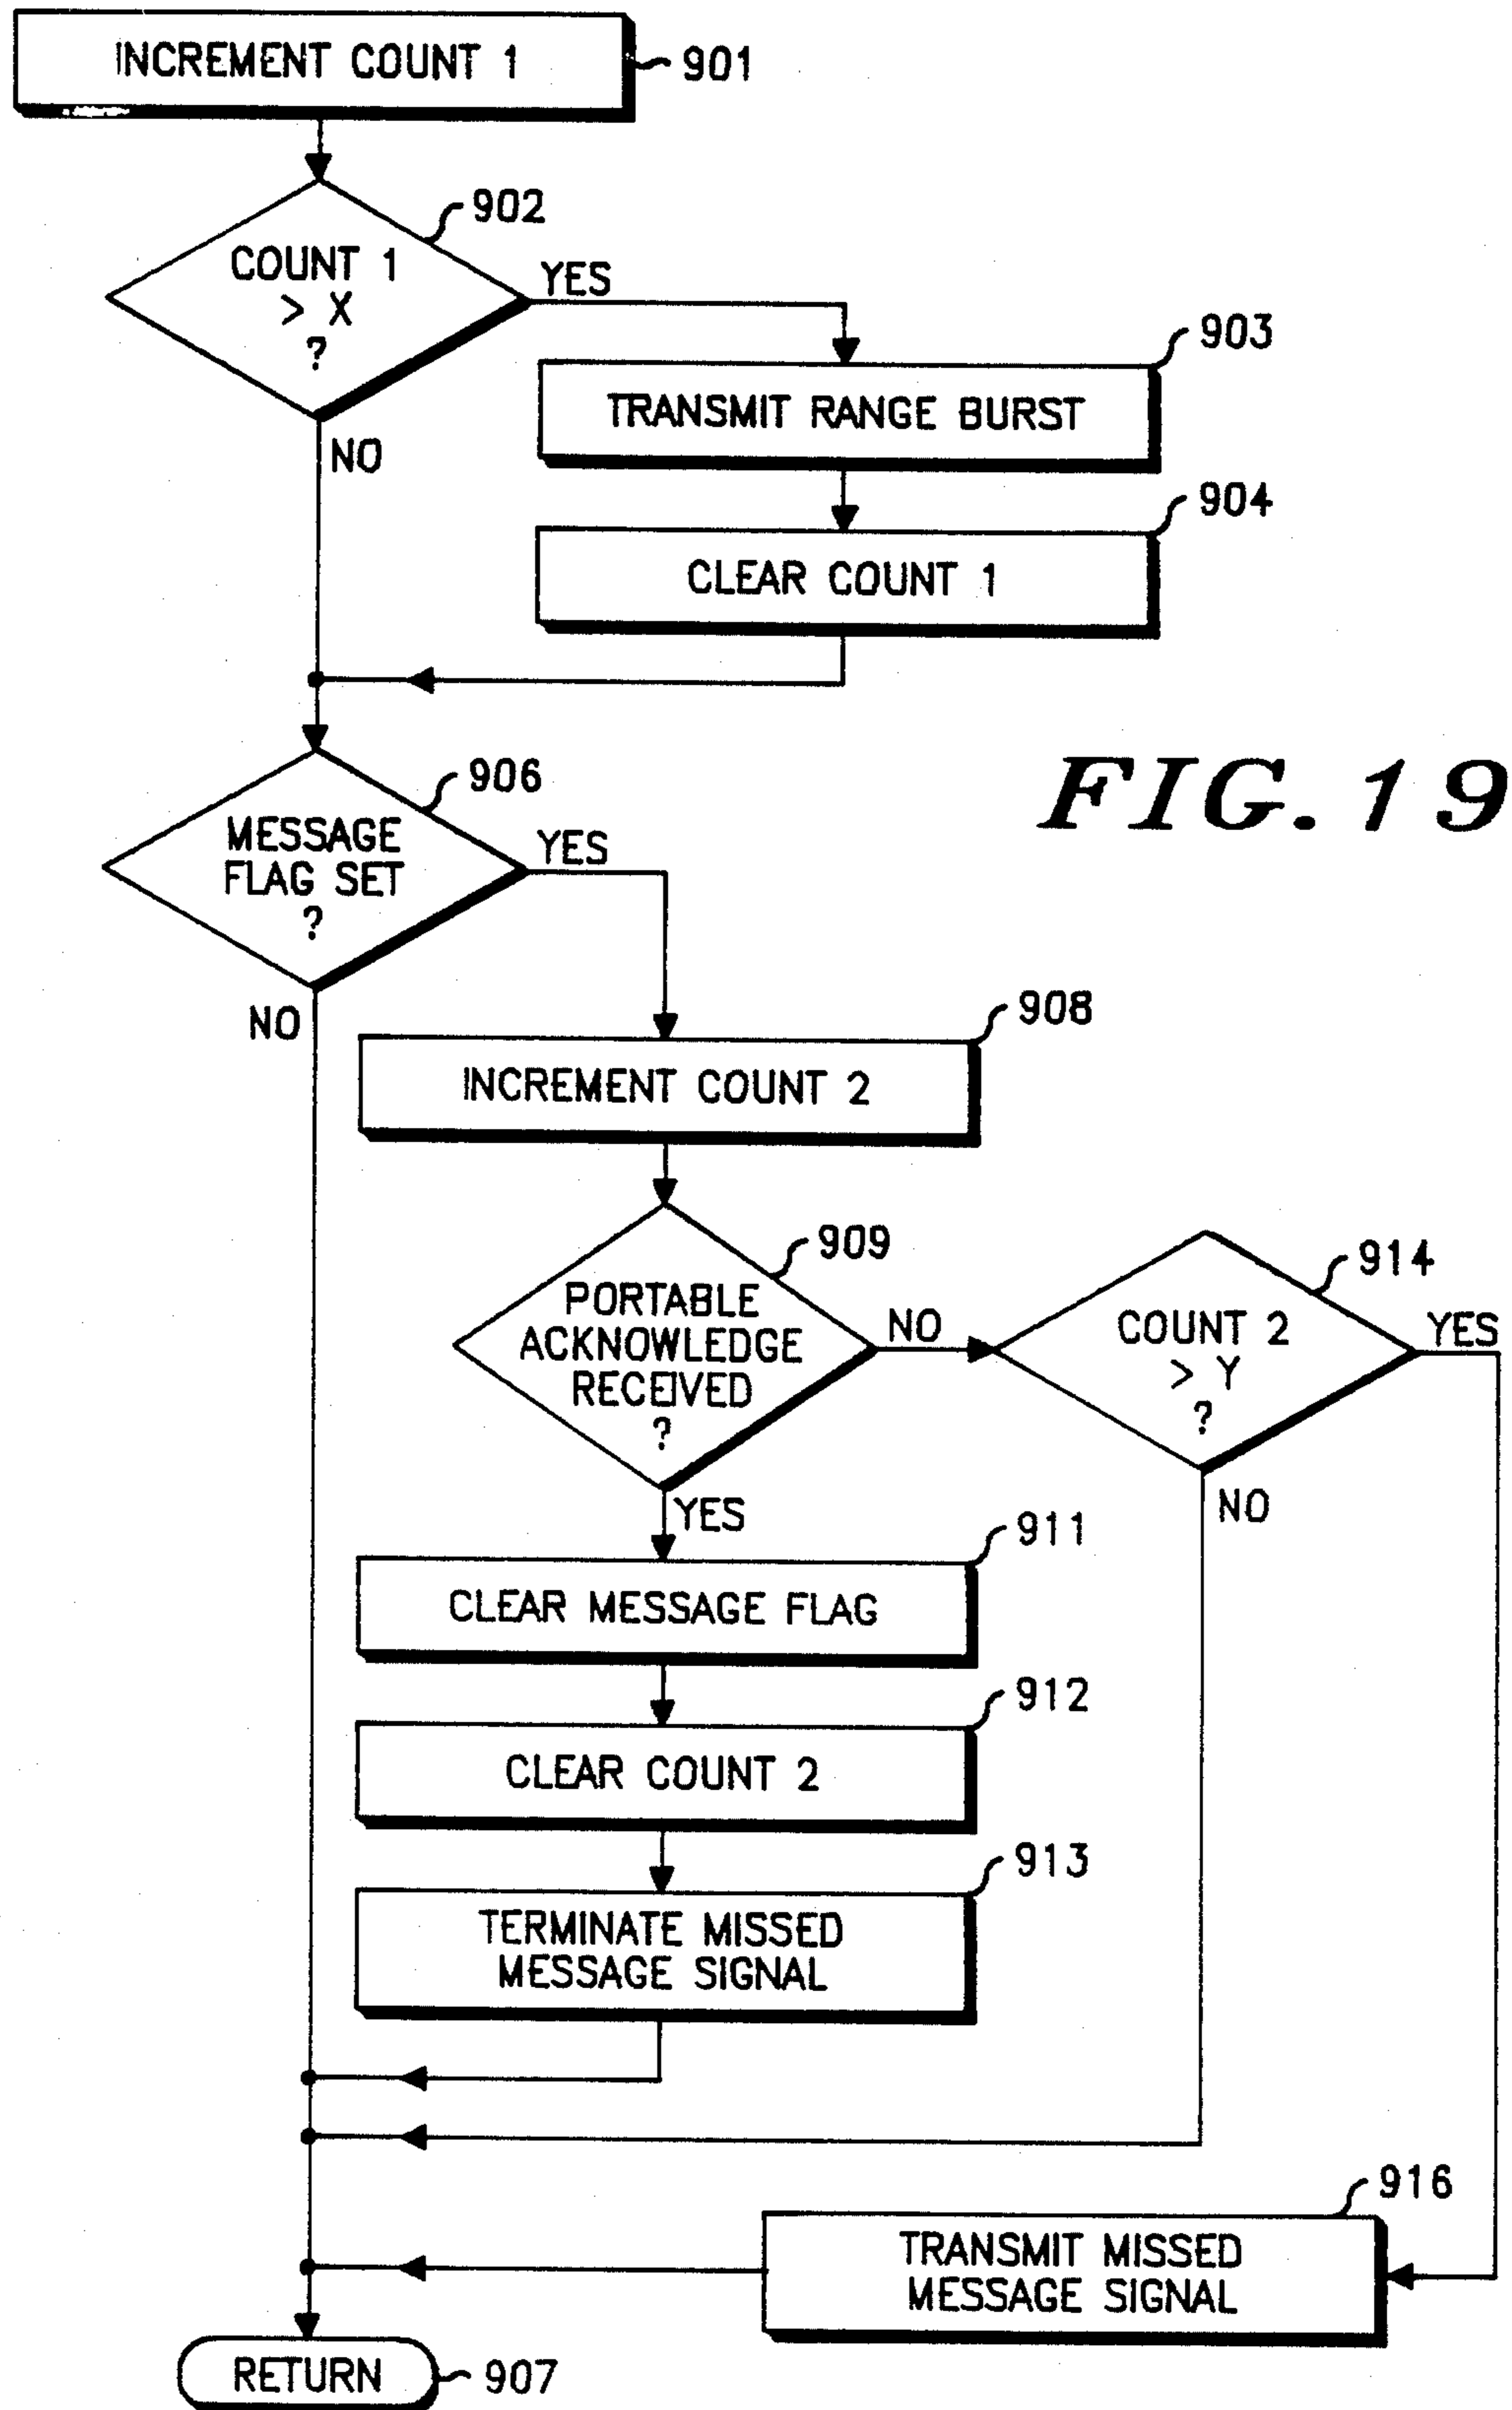 INCREMENT COUNT 1
901
902
COUNT 1
> X
?
YES
NO
903
TRANSMIT RANGE BURST
904
CLEAR COUNT 1
FIG. 19
906
MESSAGE
FLAG SET
?
YES
NO
908
INCREMENT COUNT 2
909
PORTABLE
ACKNOWLEDGE
RECEIVED
?
NO
YES
914
COUNT 2
> Y
?
YES
NO
911
CLEAR MESSAGE FLAG
912
CLEAR COUNT 2
913
TERMINATE MISSED
MESSAGE SIGNAL
916
TRANSMIT MISSED
MESSAGE SIGNAL
RETURN
907